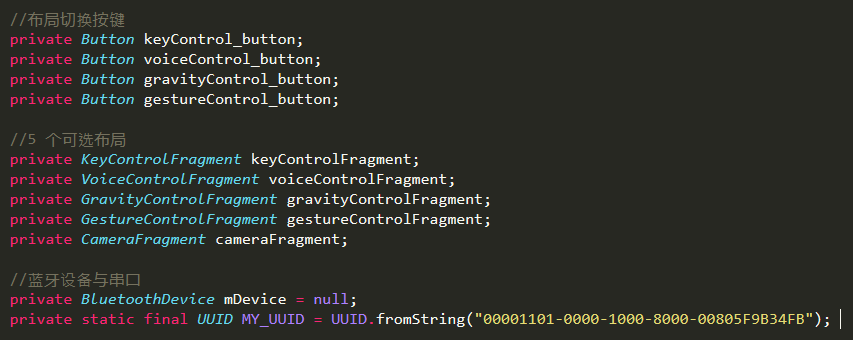 //布局切换按键
private Button keyControl_button;
private Button voiceControl_button;
private Button gravityControl_button;
private Button gestureControl_button;
//5 个可选布局
private KeyControlFragment keyControlFragment;
private VoiceControlFragment voiceControlFragment;
private GravityControlFragment gravityControlFragment;
private GestureControlFragment gestureControlFragment;
private CameraFragment cameraFragment;
//蓝牙设备与串口
private BluetoothDevice mDevice = null;
private static final UUID MY_UUID = UUID.fromString("00001101-0000-1000-8000-00805F9B34FB");